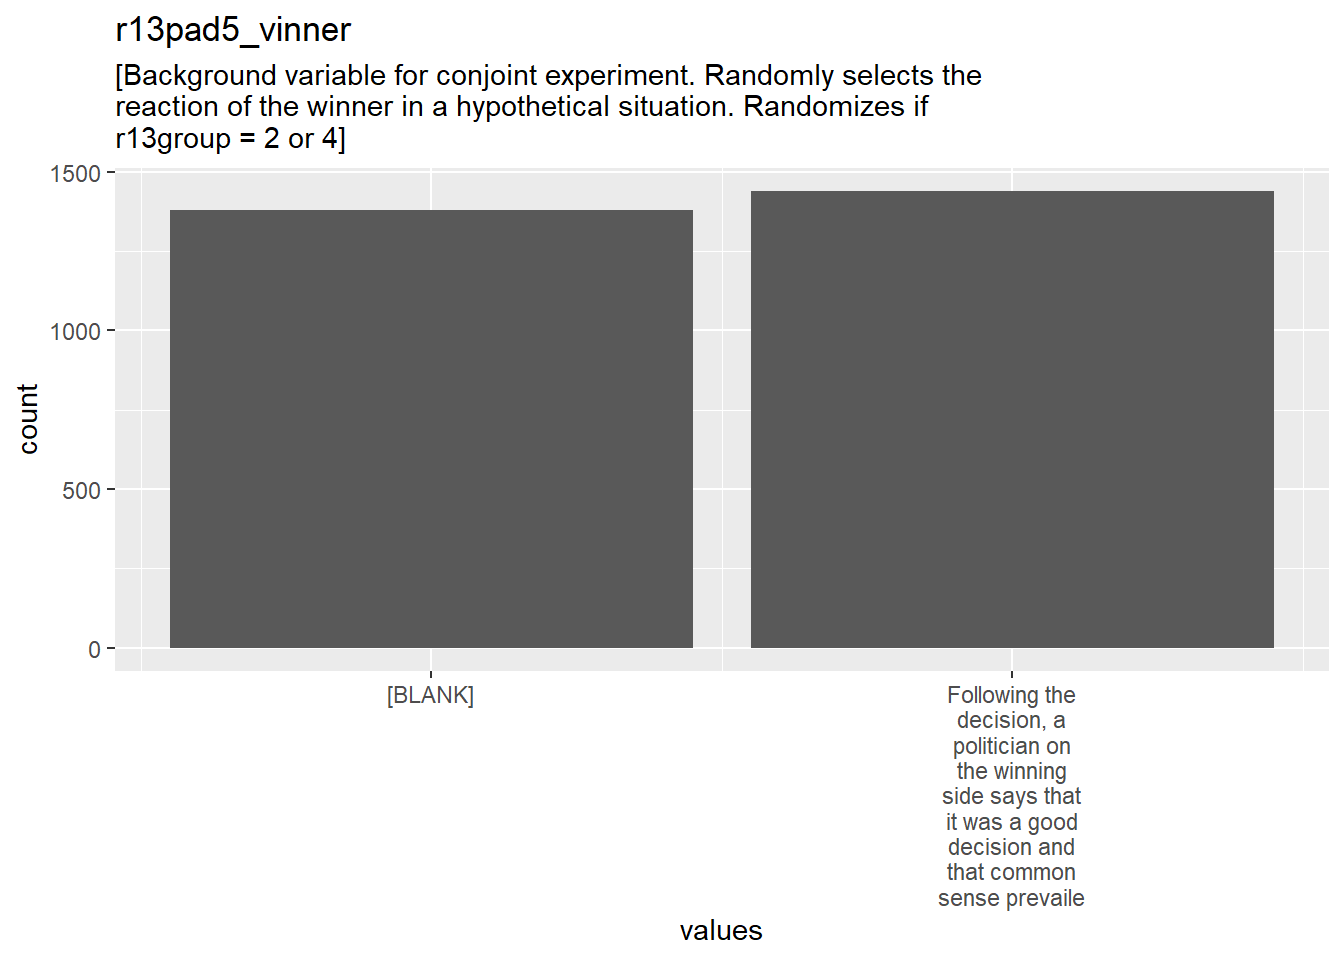 r13pad5_vinner
[Background variable for conjoint experiment. Randomly selects the
reaction of the winner in a hypothetical situation. Randomizes if
r13group = 2 or 4]
1500
1000
500
0
count
[BLANK]
Following the
decision, a
politician on
the winning
side says that
it was a good
decision and
that common
sense prevaile
values